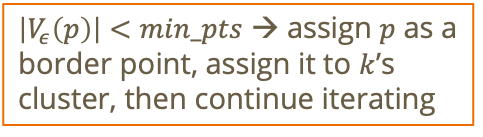 |V_ϵ(p)| < min_pts → assign p as a
border point, assign it to k's
cluster, then continue iterating